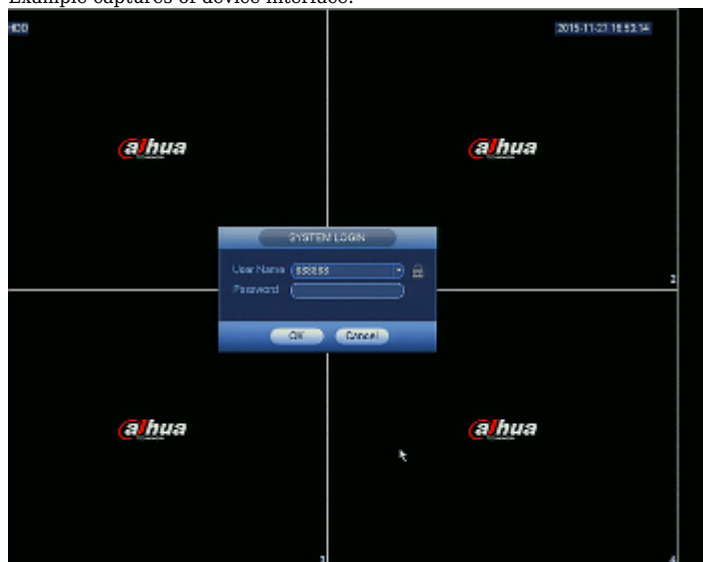 Example captures of device interface:
HDD
2015-11-27 16:53:14
alhua
alhua
SYSTEM LOGIN
User Name 888888
Password
2
OK Cancel
alhua
alhua
3
4